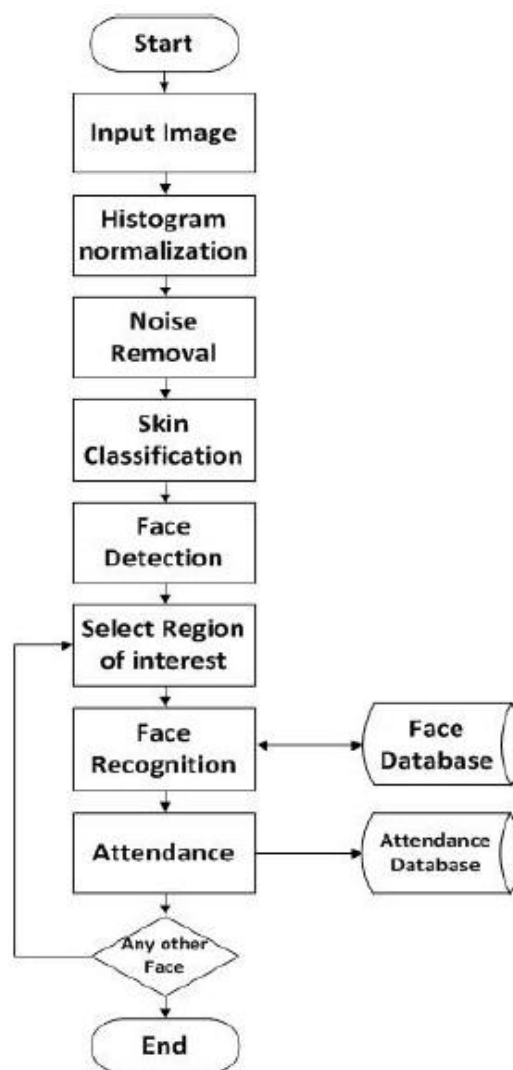 Start
Input Image
Histogram
normalization
Noise
Removal
Skin
Classification
Face
Detection
Select Region
of interest
Face
Recognition
Face
Database
Attendance
Attendance
Database
Any other
Face
End